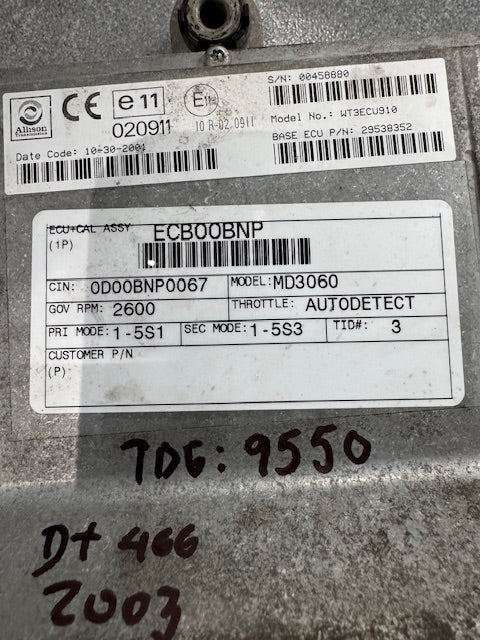 S/N: 00458880
Allison
Transmission
CE e11 E11
020911 10 R-02.0911
Model No.: WT3ECU910
BASE ECU P/N: 29538352
Date Code: 10-30-2001
ECU+CAL ASSY ECB00BNP
(1P)
CIN: 0D00BNP0067 MODEL: MD3060
GOV RPM: 2600 THROTTLE: AUTODETECT
PRI MODE: 1-5S1 SEC MODE: 1-5S3 TID#: 3
CUSTOMER P/N
(P)
TDG: 9550
Dt 466
2003